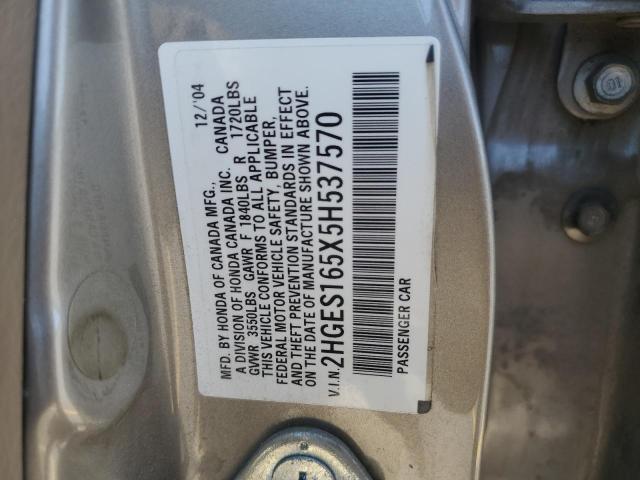 MFD. BY HONDA OF CANADA MFG., 12/'04
A DIVISION OF HONDA CANADA INC. CANADA
GVWR 3550LBS GAWR F 1840LBS R 1720LBS
THIS VEHICLE CONFORMS TO ALL APPLICABLE
FEDERAL MOTOR VEHICLE SAFETY, BUMPER,
AND THEFT PREVENTION STANDARDS IN EFFECT
ON THE DATE OF MANUFACTURE SHOWN ABOVE.
V.I.N. 2HGES165X5H537570
PASSENGER CAR